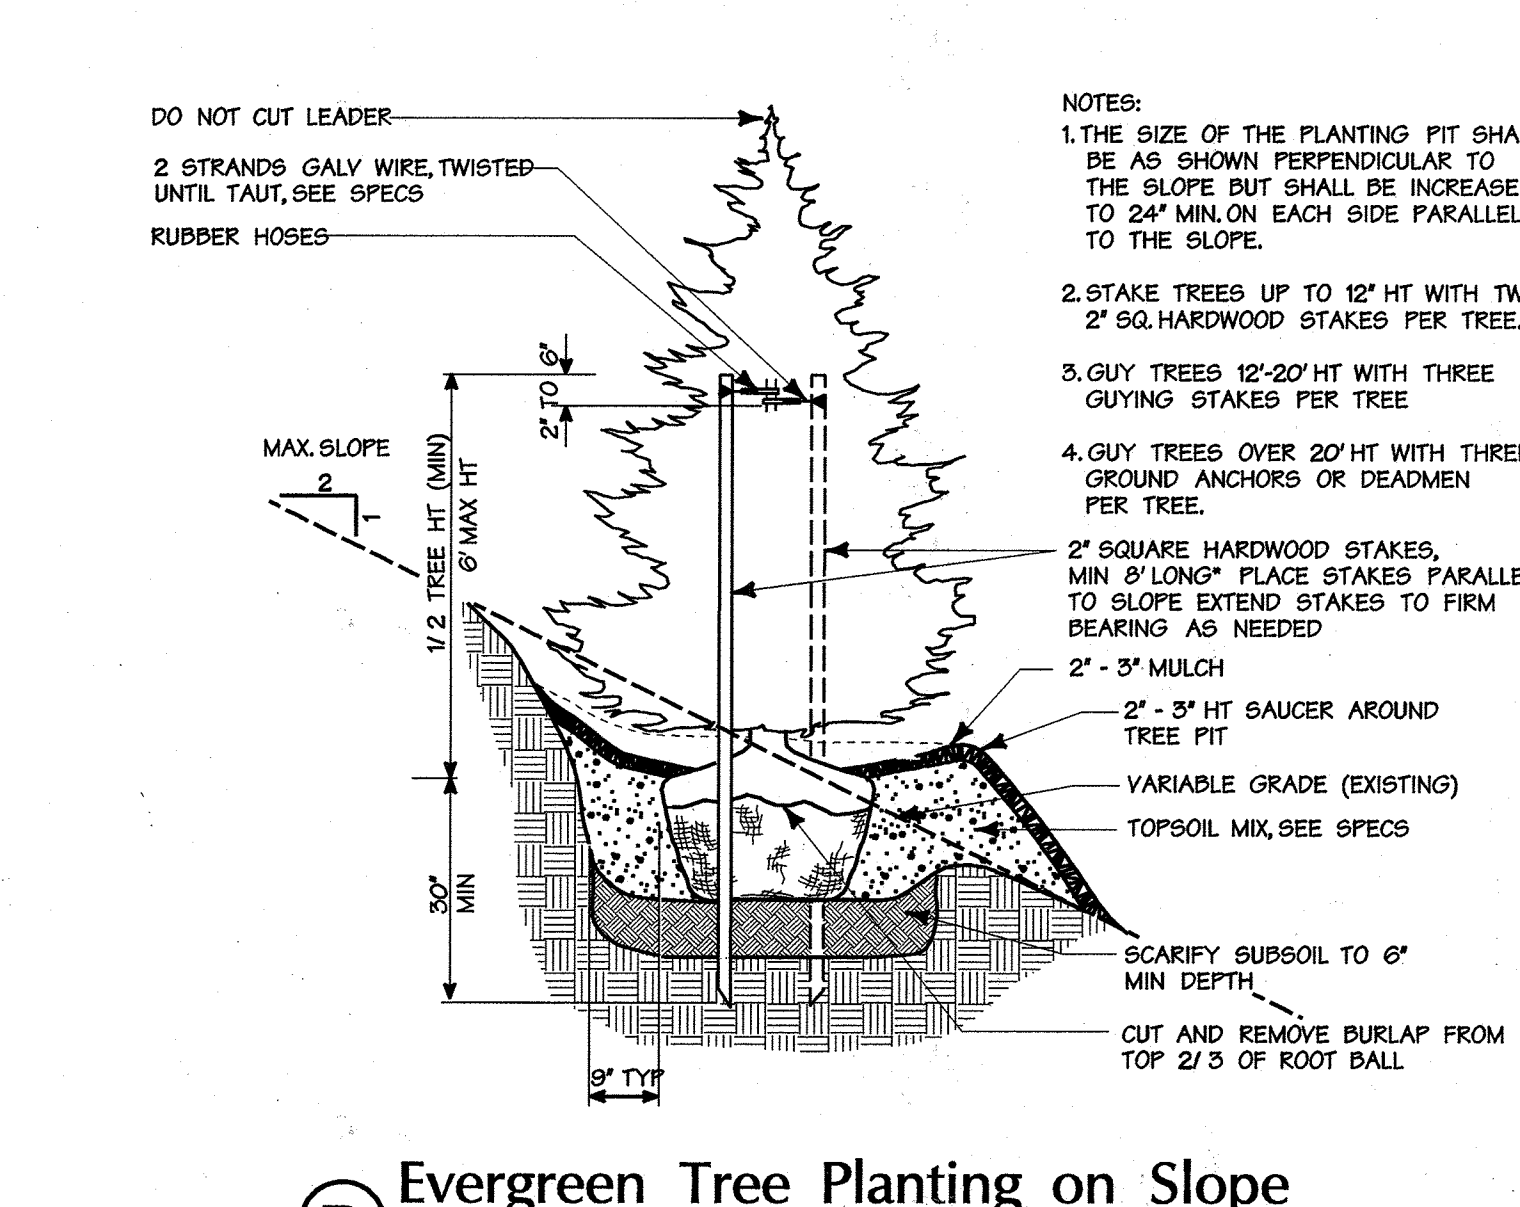 DO NOT CUT LEADER
2 STRANDS GALV WIRE, TWISTED
UNTIL TAUT, SEE SPECS
RUBBER HOSES
2" TO 6"
MAX. SLOPE
2
1
1/2 TREE HT (MIN)
6' MAX HT
30"
MIN
9" TYP
NOTES:
1. THE SIZE OF THE PLANTING PIT SHA
BE AS SHOWN PERPENDICULAR TO
THE SLOPE BUT SHALL BE INCREASE
TO 24" MIN. ON EACH SIDE PARALLEL
TO THE SLOPE.
2. STAKE TREES UP TO 12" HT WITH TW
2" SQ. HARDWOOD STAKES PER TREE.
3. GUY TREES 12'-20' HT WITH THREE
GUYING STAKES PER TREE
4. GUY TREES OVER 20' HT WITH THREE
GROUND ANCHORS OR DEADMEN
PER TREE.
2" SQUARE HARDWOOD STAKES,
MIN 8' LONG* PLACE STAKES PARALLE
TO SLOPE EXTEND STAKES TO FIRM
BEARING AS NEEDED
2" - 3" MULCH
2" - 3" HT SAUCER AROUND
TREE PIT
VARIABLE GRADE (EXISTING)
TOPSOIL MIX, SEE SPECS
SCARIFY SUBSOIL TO 6"
MIN DEPTH
CUT AND REMOVE BURLAP FROM
TOP 2/3 OF ROOT BALL
Evergreen Tree Planting on Slope